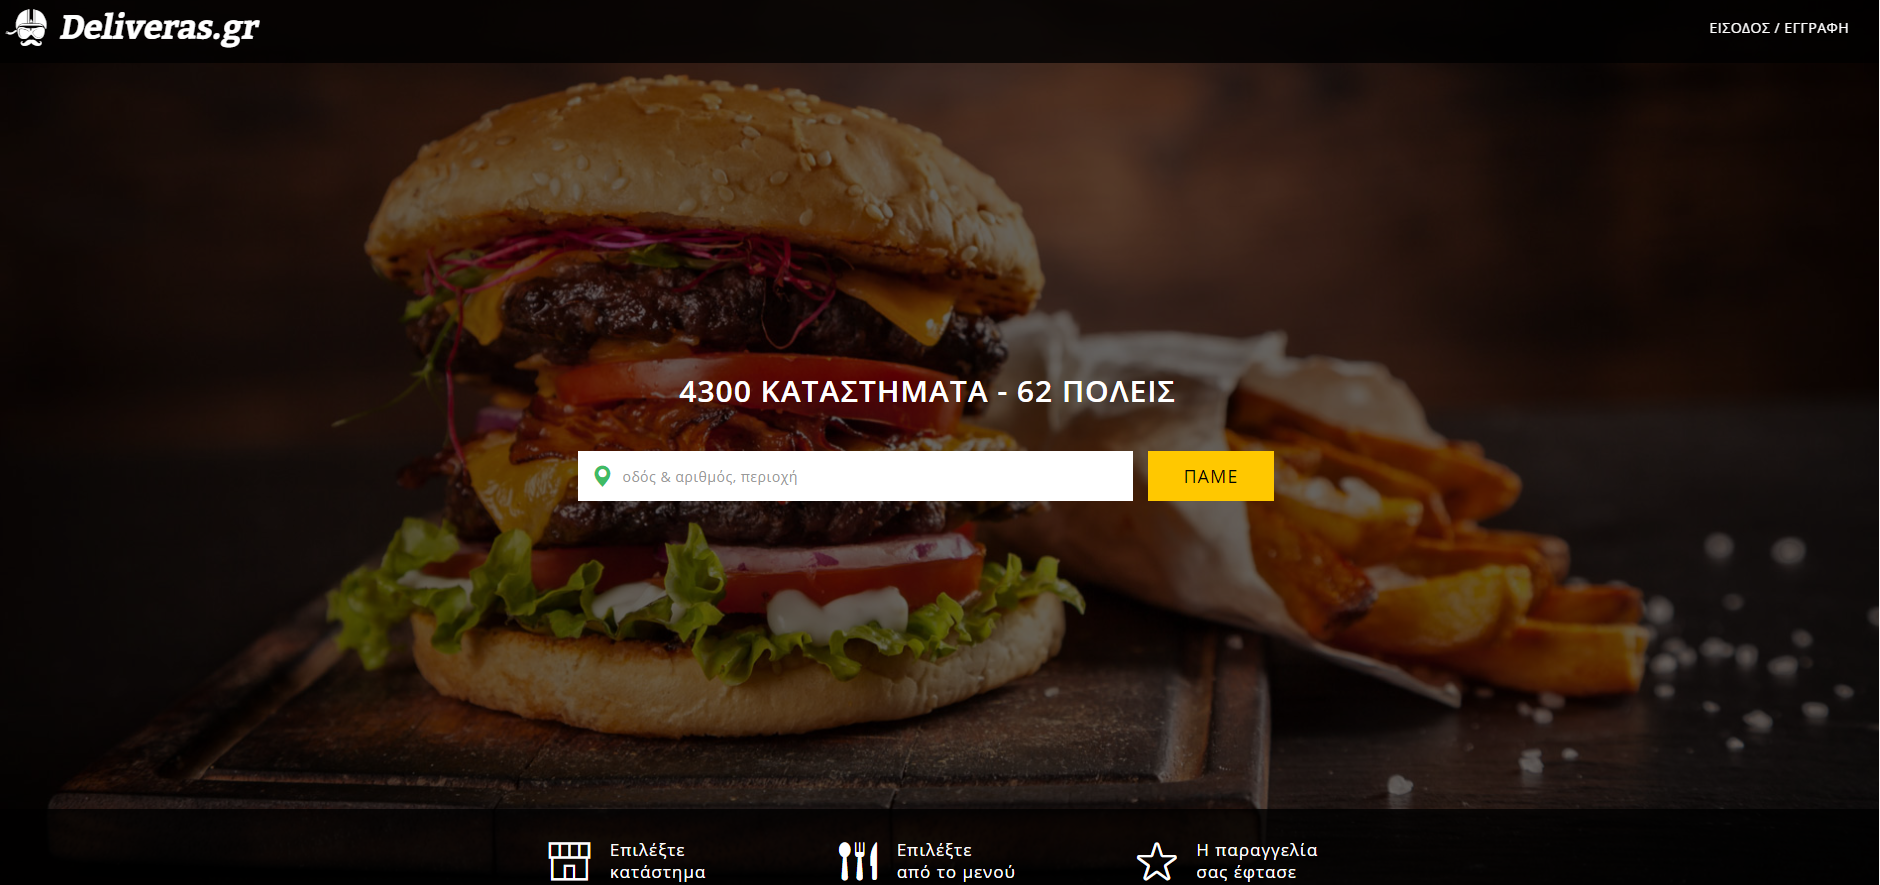 Deliveras.gr
ΕΙΣΟΔΟΣ / ΕΓΓΡΑΦΗ
4300 ΚΑΤΑΣΤΗΜΑΤΑ - 62 ΠΟΛΕΙΣ
οδός & αριθμός, περιοχή
ΠΑΜΕ
Επιλέξτε
κατάστημα
Επιλέξτε
από το μενού
Η παραγγελία
σας έφτασε